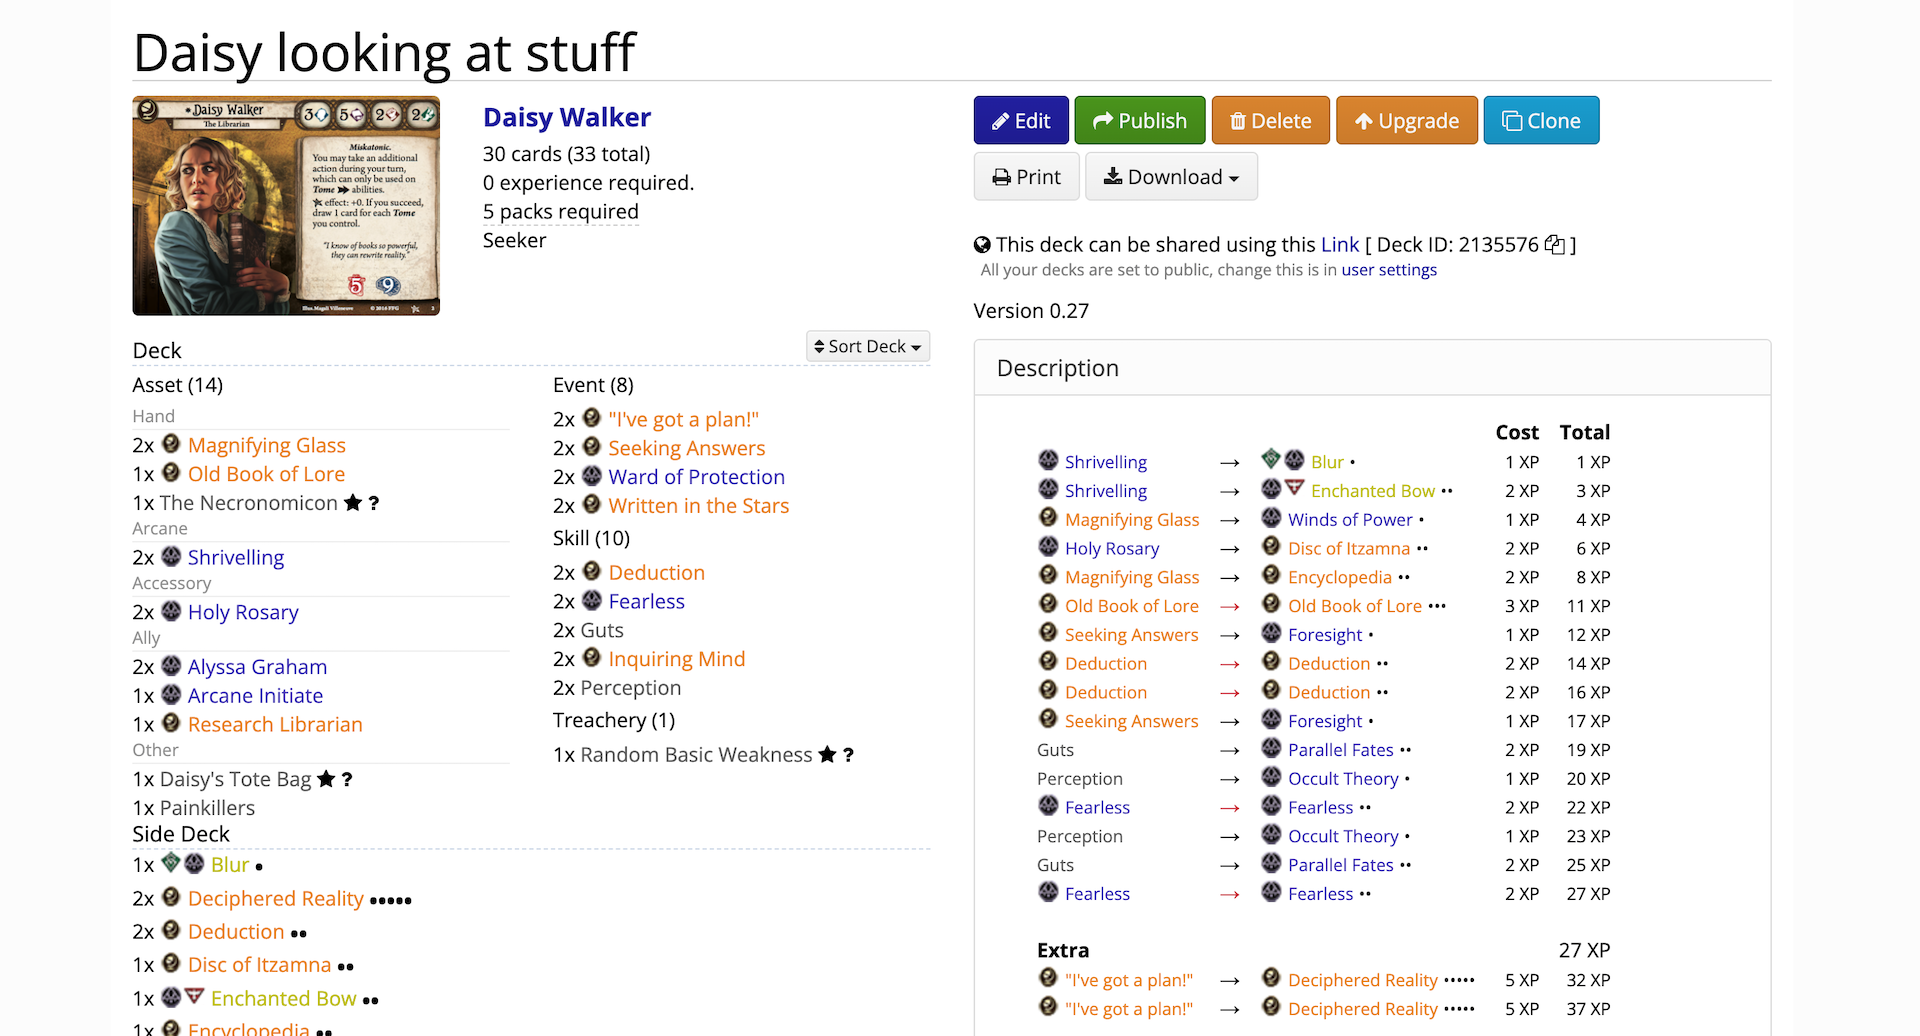 Daisy looking at stuff
Daisy Walker
The Librarian
3 5 2 2
Miskatonic.
You may take an additional
action during your turn,
which can only be used on
Tome abilities.
effect: +0. If you succeed,
draw 1 card for each Tome
you control.
"I know of books so powerful,
they can rewrite reality."
5 9
Illus. Magali Villeneuve © 2016 FFG
Daisy Walker
30 cards (33 total)
0 experience required.
5 packs required
Seeker
Edit Publish Delete Upgrade Clone
Print Download
This deck can be shared using this Link [ Deck ID: 2135576 ]
All your decks are set to public, change this is in user settings
Version 0.27
Deck
Sort Deck
Asset (14)
Hand
2x Magnifying Glass
1x Old Book of Lore
1x The Necronomicon ★ ?
Arcane
2x Shrivelling
Accessory
2x Holy Rosary
Ally
2x Alyssa Graham
1x Arcane Initiate
1x Research Librarian
Other
1x Daisy's Tote Bag ★ ?
1x Painkillers
Event (8)
2x "I've got a plan!"
2x Seeking Answers
2x Ward of Protection
2x Written in the Stars
Skill (10)
2x Deduction
2x Fearless
2x Guts
2x Inquiring Mind
2x Perception
Treachery (1)
1x Random Basic Weakness ★ ?
Side Deck
1x Blur •
2x Deciphered Reality •••••
2x Deduction ••
1x Disc of Itzamna ••
1x Enchanted Bow ••
1x Encyclopedia ••
Description
Cost Total
Shrivelling → Blur • 1 XP 1 XP
Shrivelling → Enchanted Bow •• 2 XP 3 XP
Magnifying Glass → Winds of Power • 1 XP 4 XP
Holy Rosary → Disc of Itzamna •• 2 XP 6 XP
Magnifying Glass → Encyclopedia •• 2 XP 8 XP
Old Book of Lore → Old Book of Lore ••• 3 XP 11 XP
Seeking Answers → Foresight • 1 XP 12 XP
Deduction → Deduction •• 2 XP 14 XP
Deduction → Deduction •• 2 XP 16 XP
Seeking Answers → Foresight • 1 XP 17 XP
Guts → Parallel Fates •• 2 XP 19 XP
Perception → Occult Theory • 1 XP 20 XP
Fearless → Fearless •• 2 XP 22 XP
Perception → Occult Theory • 1 XP 23 XP
Guts → Parallel Fates •• 2 XP 25 XP
Fearless → Fearless •• 2 XP 27 XP
Extra 27 XP
"I've got a plan!" → Deciphered Reality ••••• 5 XP 32 XP
"I've got a plan!" → Deciphered Reality ••••• 5 XP 37 XP